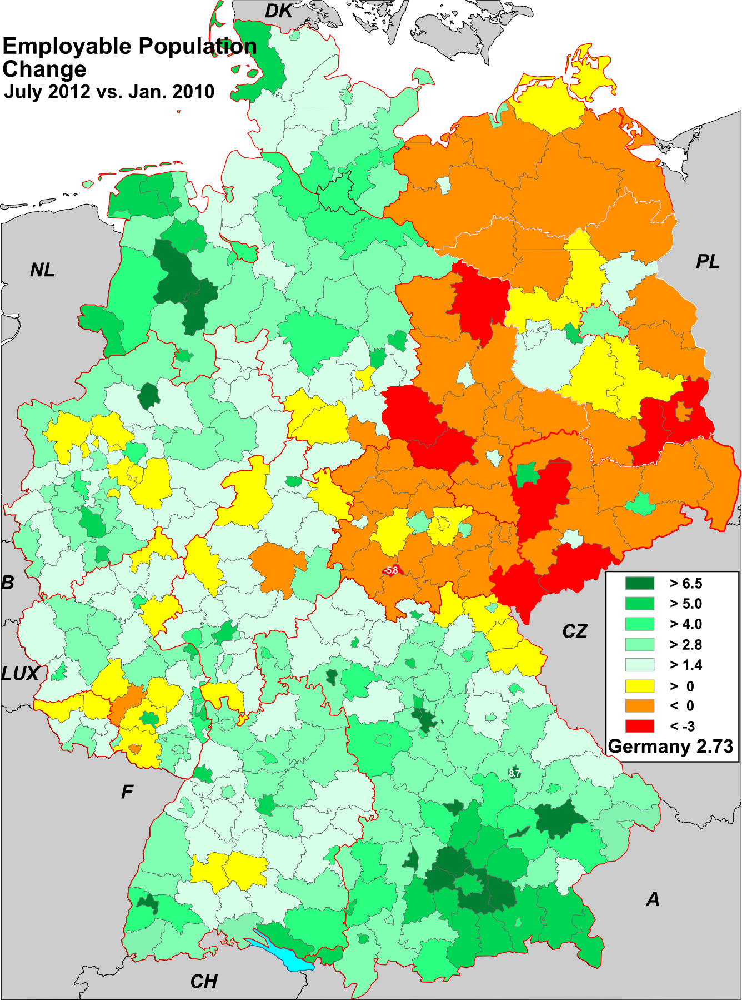 DK
Employable Population
Change
July 2012 vs. Jan. 2010
NL
PL
-5.8
B
> 6.5
> 5.0
> 4.0
> 2.8
> 1.4
> 0
< 0
< -3
Germany 2.73
CZ
LUX
8.7
F
A
CH